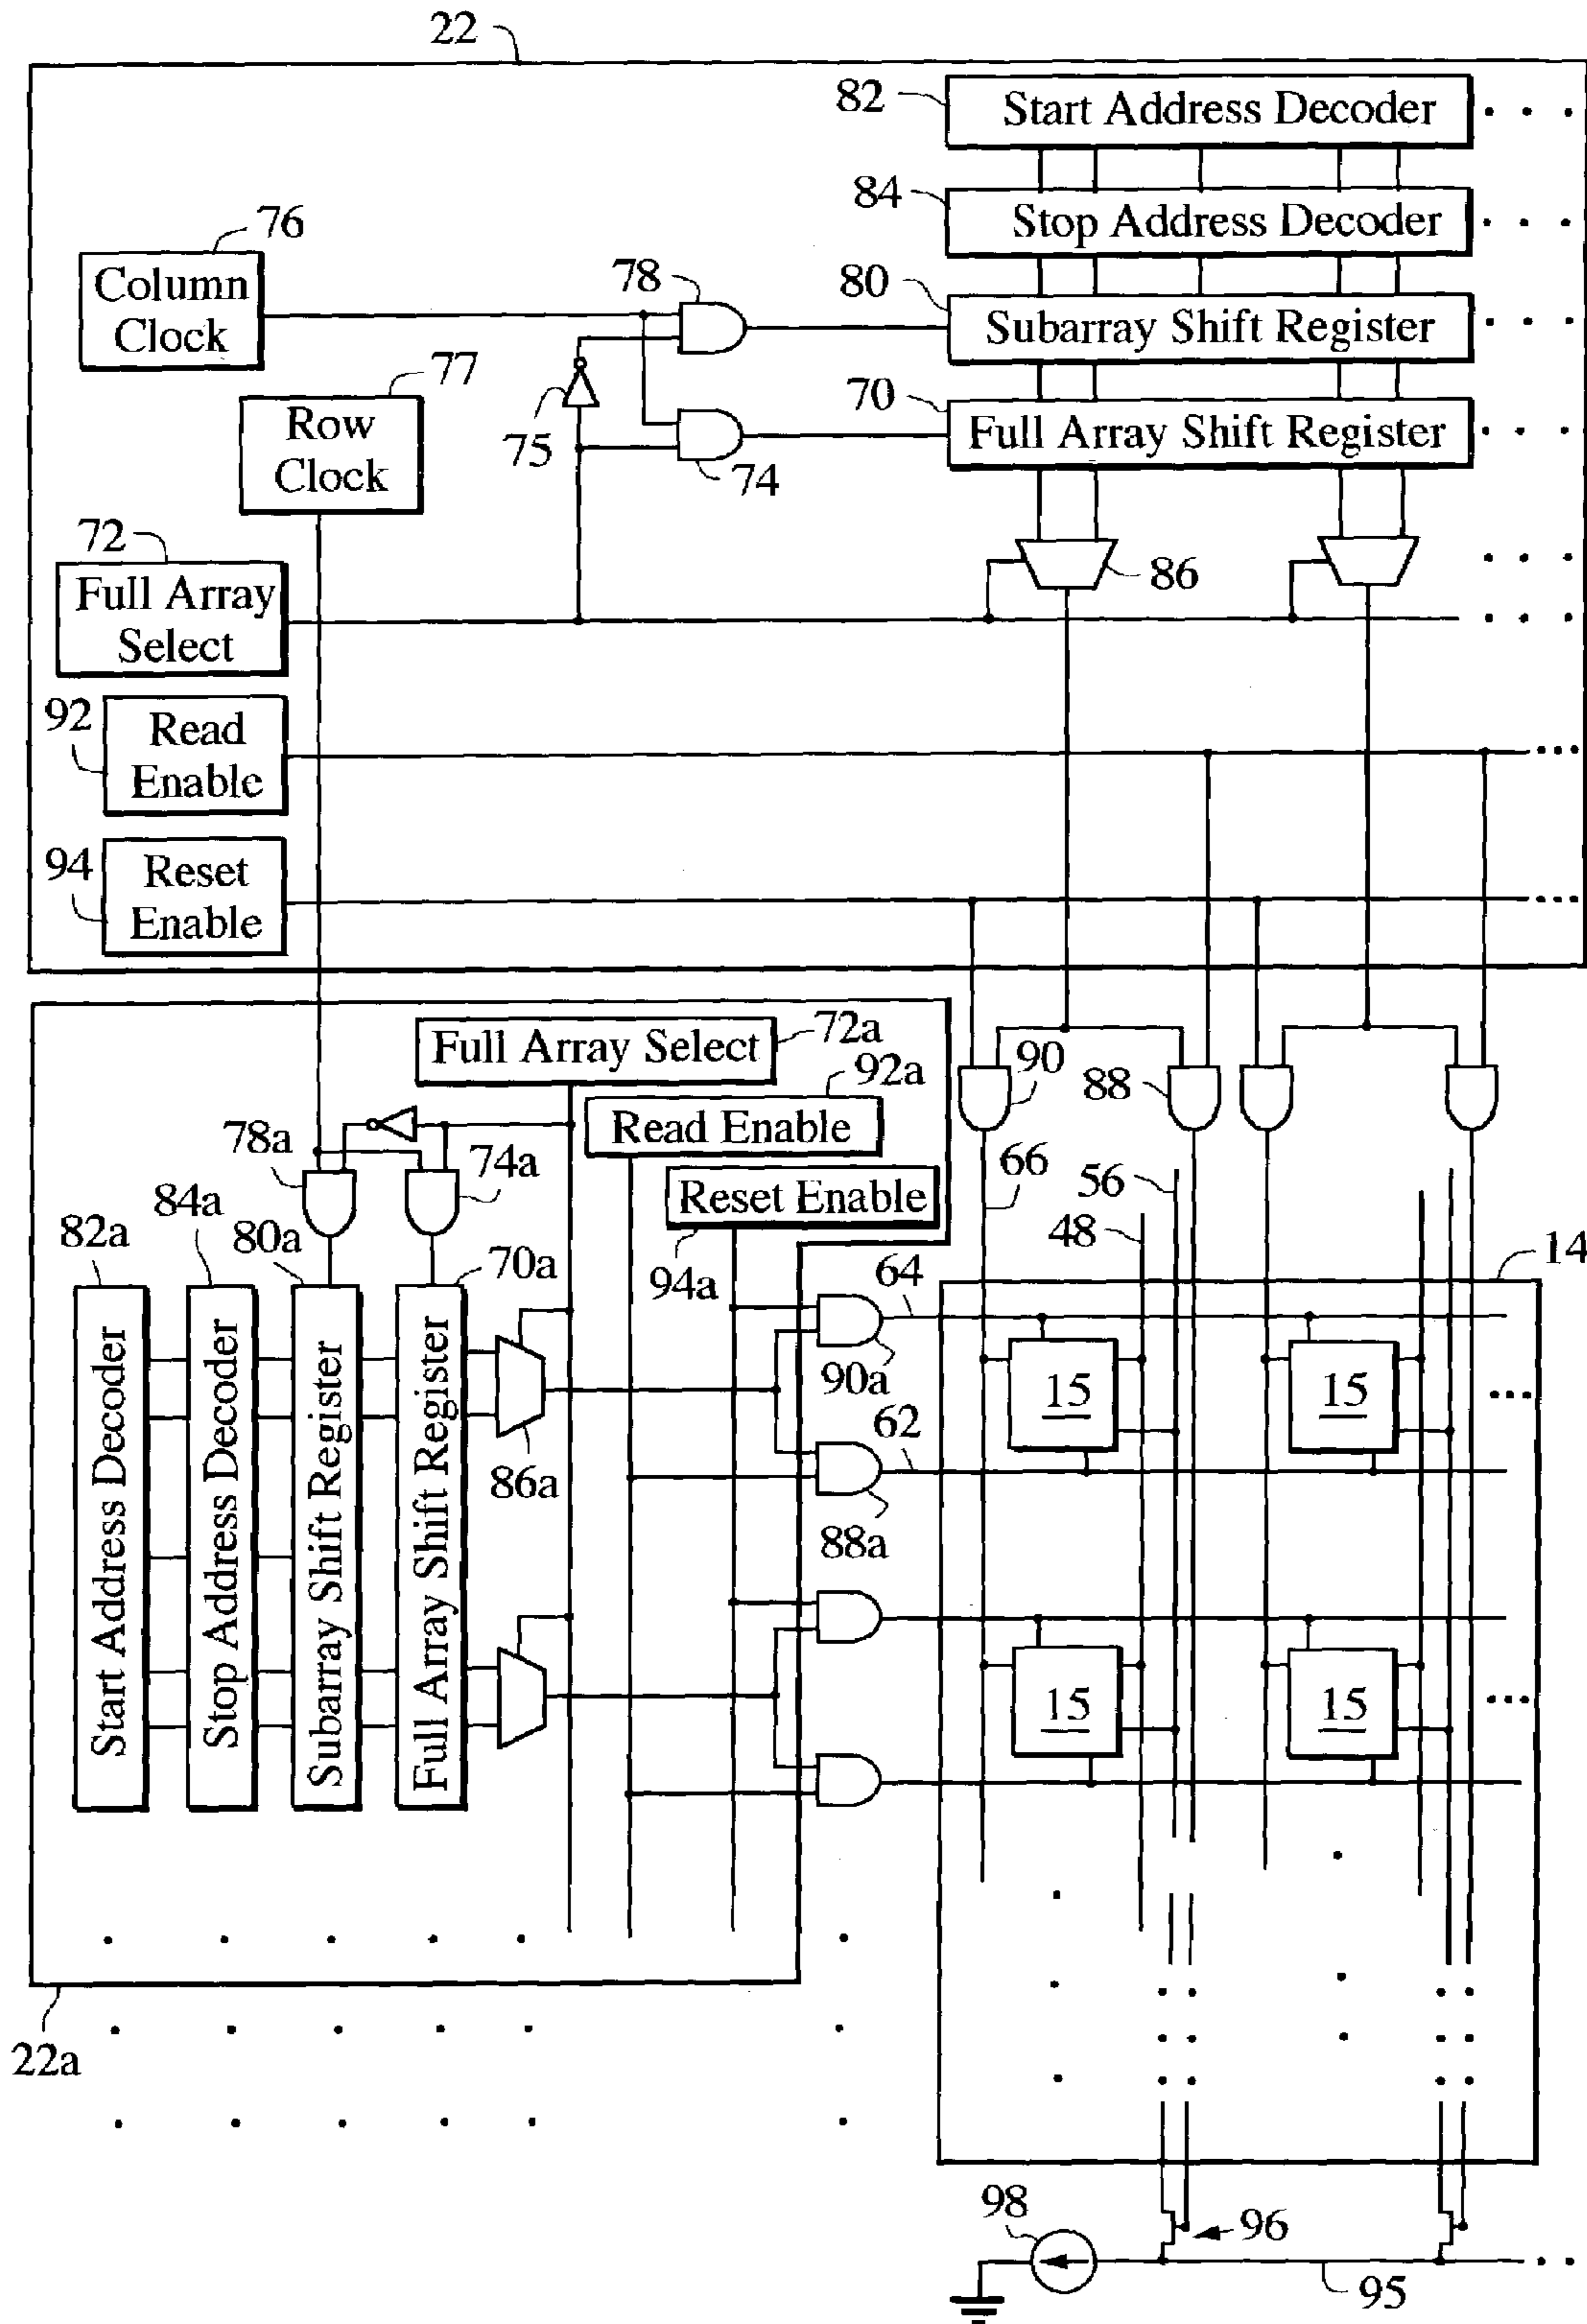 22
82
Start Address Decoder
84
Stop Address Decoder
76
Column
Clock
78
80
Subarray Shift Register
77
Row
Clock
75
74
70
Full Array Shift Register
72
Full Array
Select
86
92
Read
Enable
94
Reset
Enable
72a
Full Array Select
92a
Read Enable
90
88
78a
74a
Reset Enable
66
56
48
84a
82a
80a
70a
94a
64
14
Start Address Decoder
Stop Address Decoder
Subarray Shift Register
Full Array Shift Register
86a
90a
15
15
62
88a
15
15
22a
98
96
95